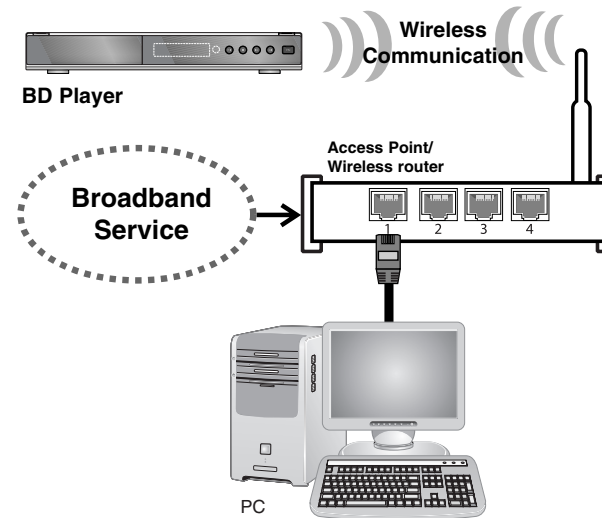 Wireless
Communication
BD Player
Access Point/
Wireless router
Broadband
Service
1 2 3 4
PC